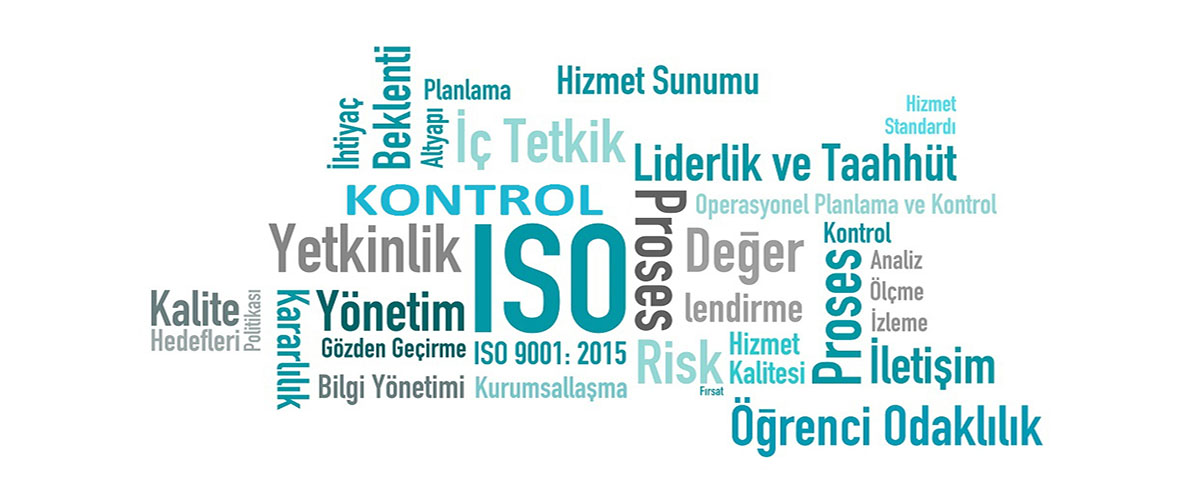 İhtiyaç
Beklenti
Planlama
Altyapı
İç Tetkik
Hizmet Sunumu
Hizmet
Standardı
Liderlik ve Taahhüt
KONTROL
Proses
Operasyonel Planlama ve Kontrol
Yetkinlik
ISO
Değer
lendirme
Kontrol
Proses
Analiz
Ölçme
İzleme
Kalite
Hedefleri
Politikası
Kararlılık
Yönetim
Gözden Geçirme
ISO 9001: 2015
Risk
Fırsat
Hizmet
Kalitesi
İletişim
Bilgi Yönetimi
Kurumsallaşma
Öğrenci Odaklılık